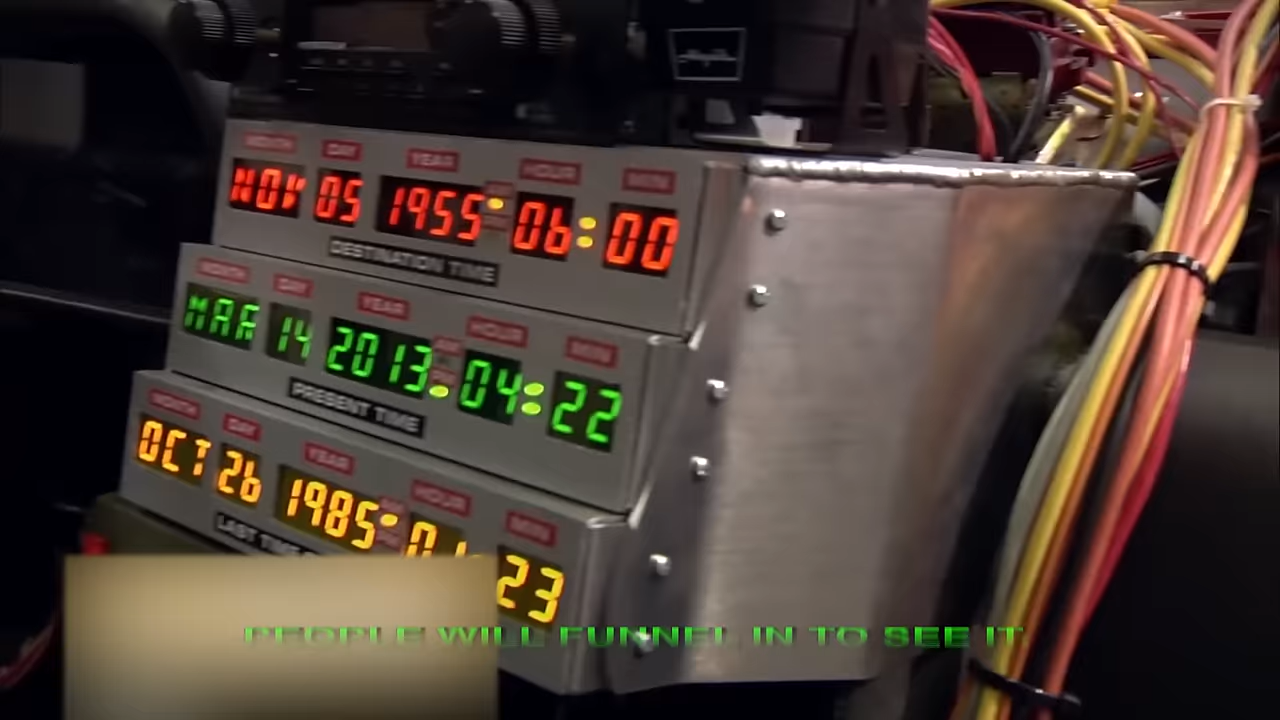 MONTH DAY YEAR HOUR MIN
NOV 05 1955 06:00
DESTINATION TIME
MONTH DAY YEAR HOUR MIN
MAR 14 2013 04:22
PRESENT TIME
MONTH DAY YEAR HOUR MIN
OCT 26 1985 23
LAST TIME
PEOPLE WILL FUNNEL IN TO SEE IT